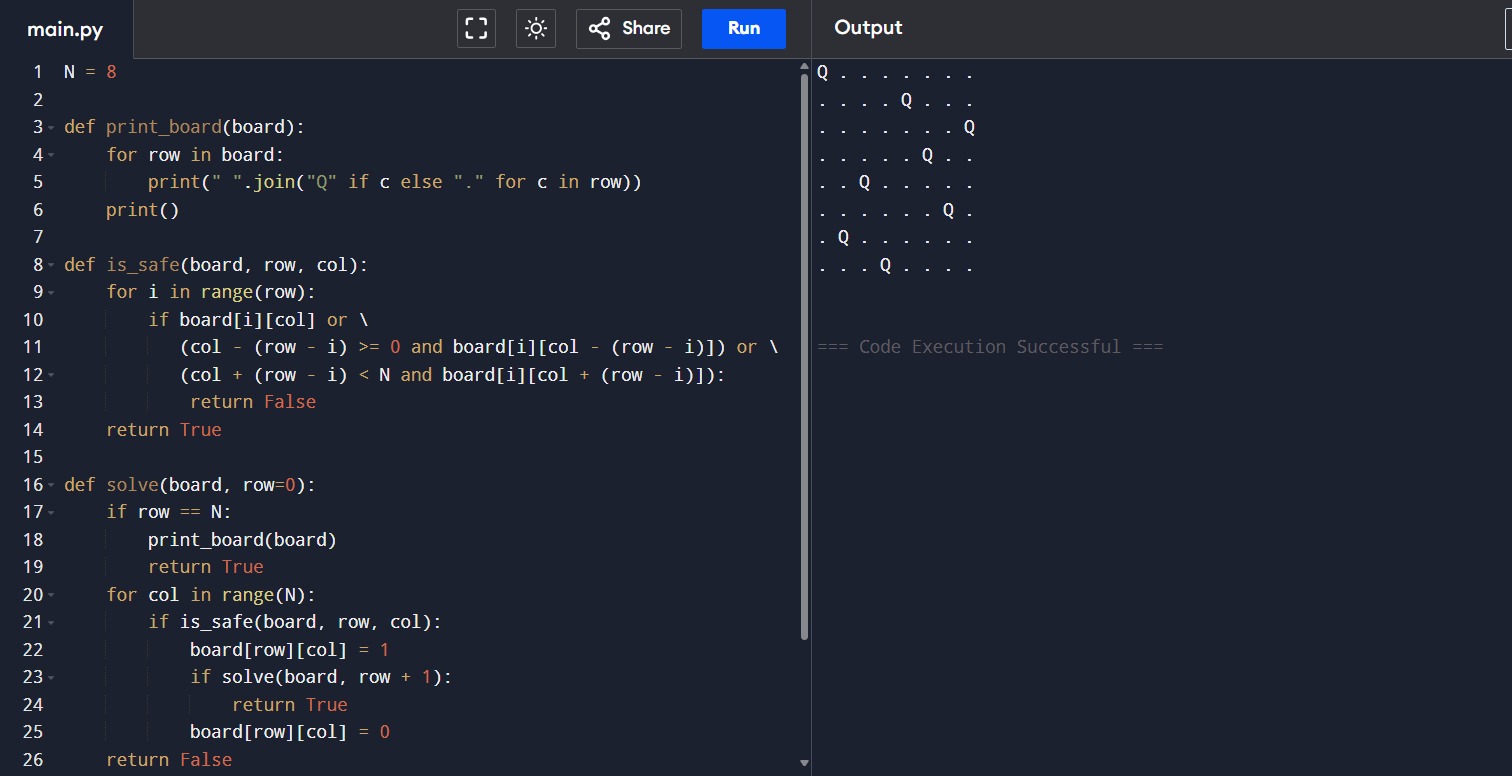 main.py
Share
Run
Output
1 N = 8
2
3 def print_board(board):
4     for row in board:
5         print(" ".join("Q" if c else "." for c in row))
6     print()
7
8 def is_safe(board, row, col):
9     for i in range(row):
10         if board[i][col] or \
11            (col - (row - i) >= 0 and board[i][col - (row - i)]) or \
12            (col + (row - i) < N and board[i][col + (row - i)]):
13             return False
14     return True
15
16 def solve(board, row=0):
17     if row == N:
18         print_board(board)
19         return True
20     for col in range(N):
21         if is_safe(board, row, col):
22             board[row][col] = 1
23             if solve(board, row + 1):
24                 return True
25             board[row][col] = 0
26     return False
Q . . . . . . .
. . . . Q . . .
. . . . . . . Q
. . . . . Q . .
. . Q . . . . .
. . . . . . Q .
. Q . . . . . .
. . . Q . . . .
=== Code Execution Successful ===